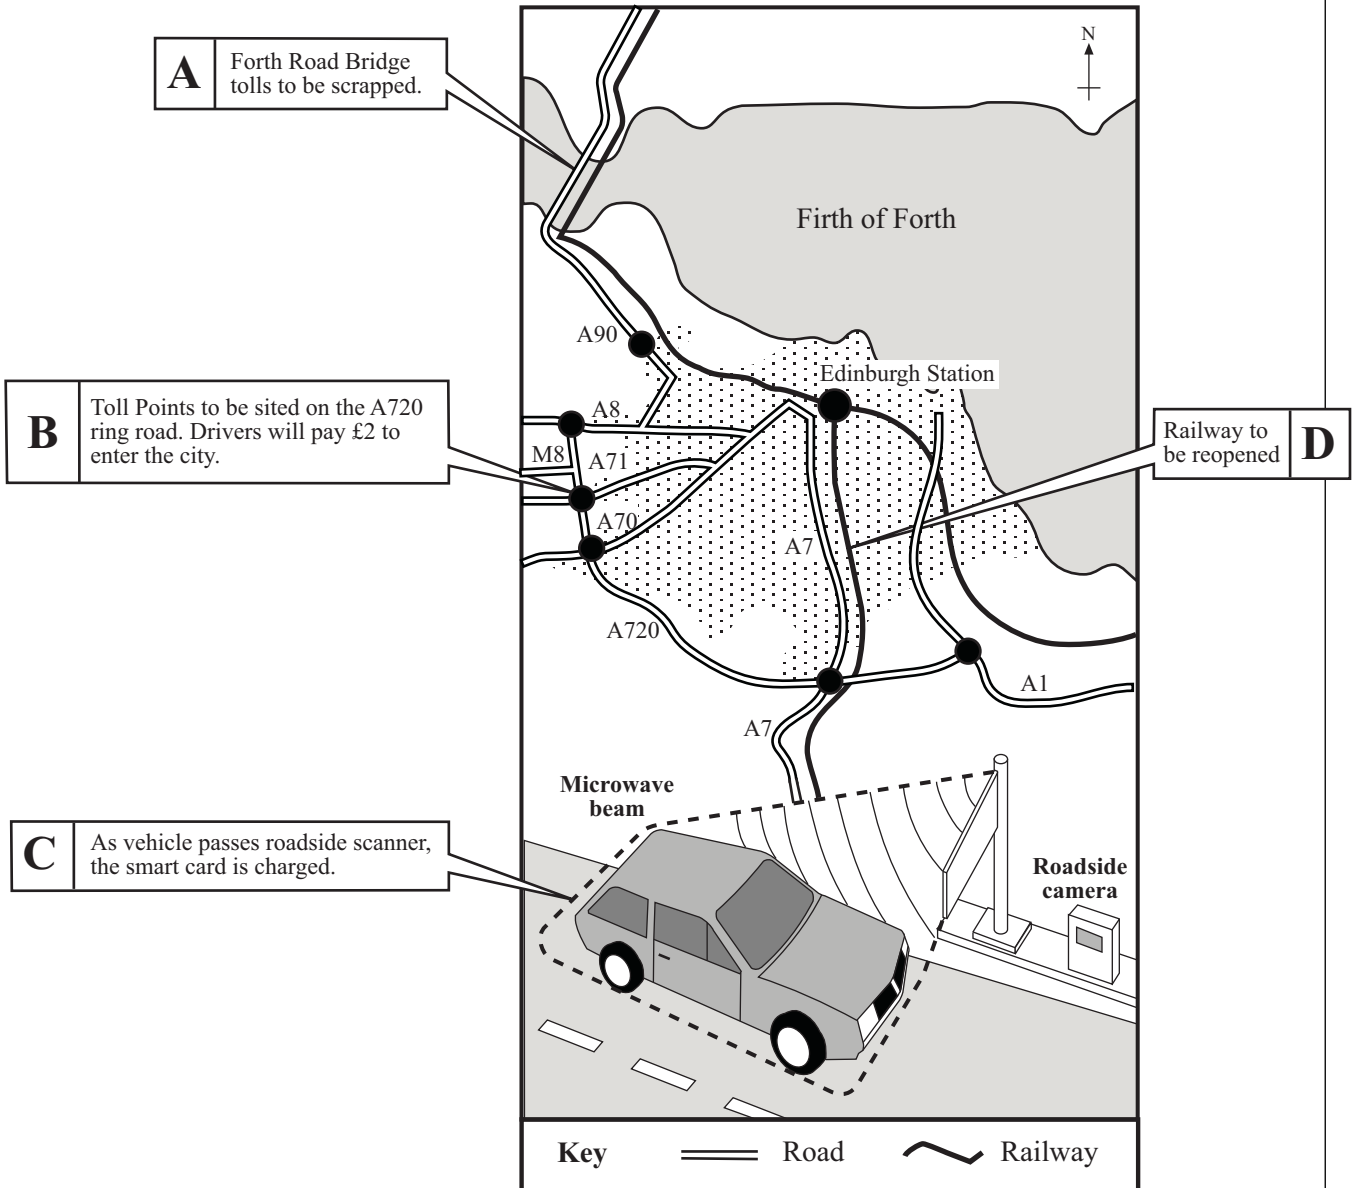 N
A
Forth Road Bridge
tolls to be scrapped.
Firth of Forth
A90
Edinburgh Station
B
Toll Points to be sited on the A720
ring road. Drivers will pay £2 to
enter the city.
A8
M8
A71
A70
A7
Railway to
be reopened
D
A720
A1
A7
Microwave
beam
C
As vehicle passes roadside scanner,
the smart card is charged.
Roadside
camera
Key
Road
Railway